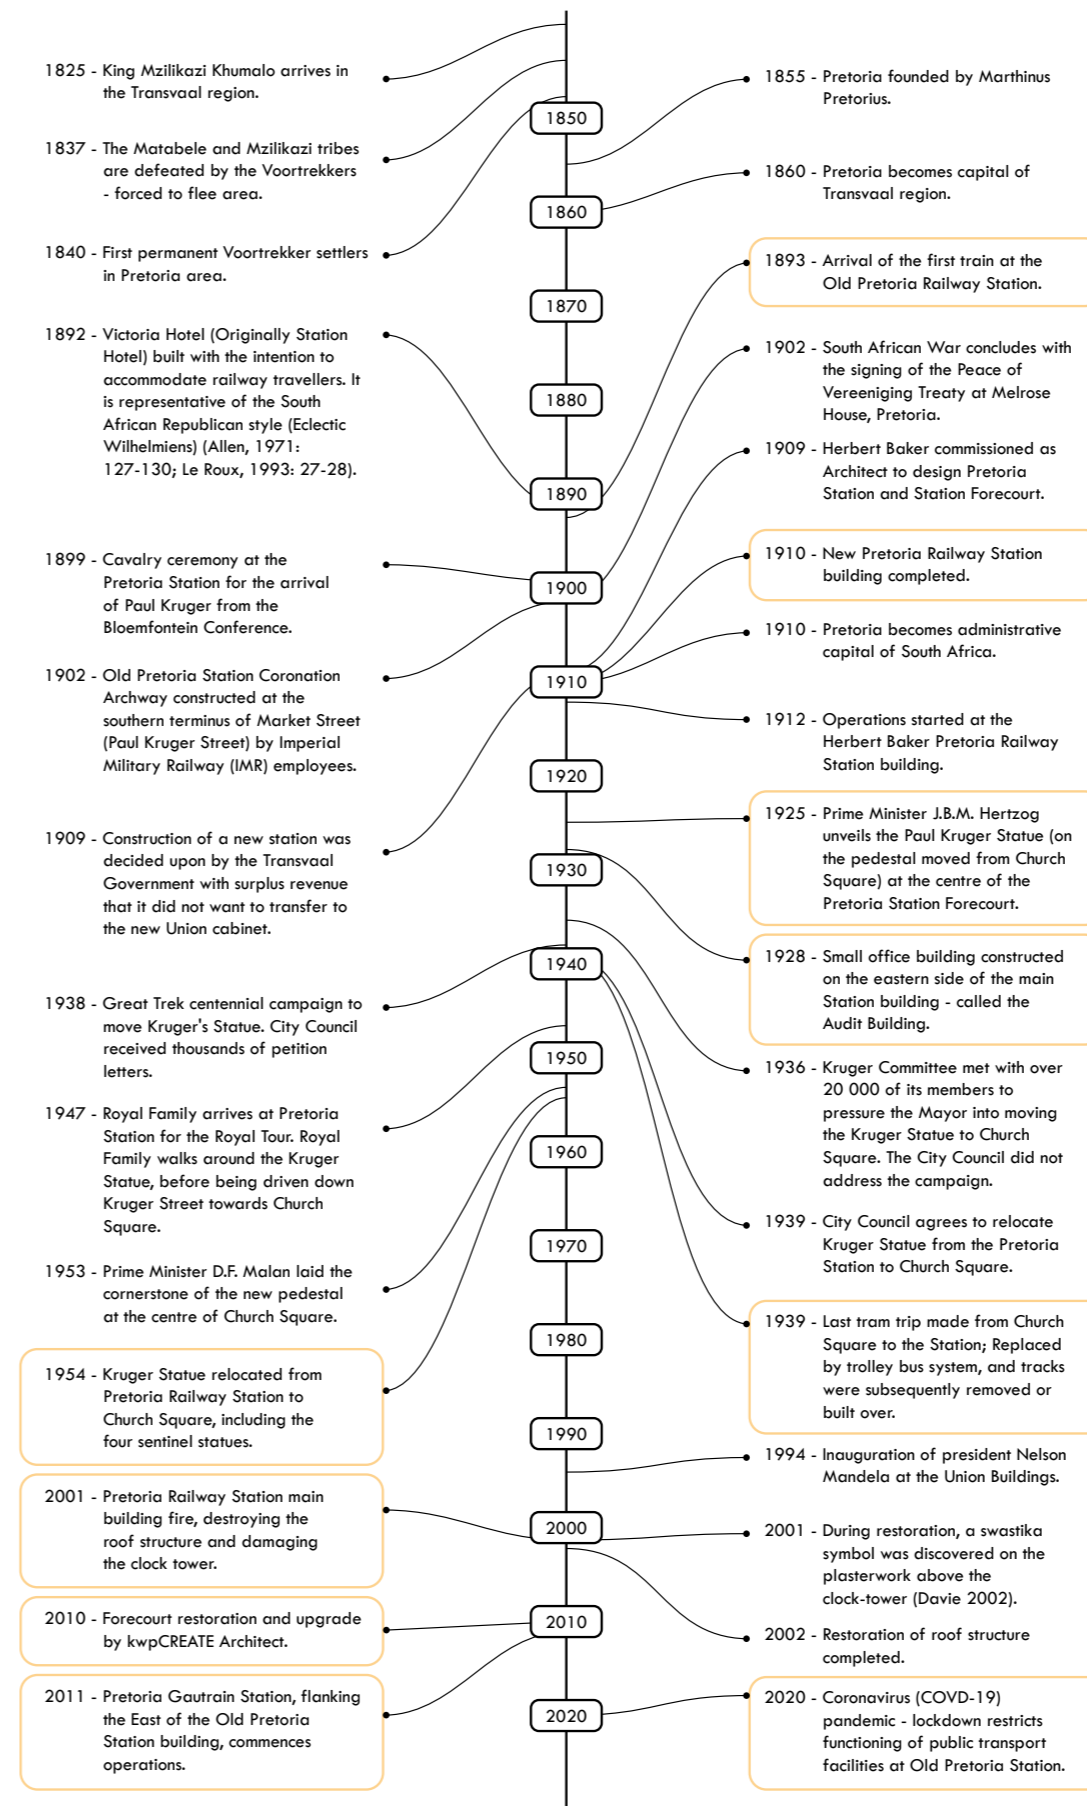 1825 - King Mzilikazi Khumalo arrives in
the Transvaal region.
1837 - The Matabele and Mzilikazi tribes
are defeated by the Voortrekkers
- forced to flee area.
1840 - First permanent Voortrekker settlers
in Pretoria area.
1892 - Victoria Hotel (Originally Station
Hotel) built with the intention to
accommodate railway travellers. It
is representative of the South
African Republican style (Eclectic
Wilhelmiens) (Allen, 1971:
127-130; Le Roux, 1993: 27-28).
1899 - Cavalry ceremony at the
Pretoria Station for the arrival
of Paul Kruger from the
Bloemfontein Conference.
1902 - Old Pretoria Station Coronation
Archway constructed at the
southern terminus of Market Street
(Paul Kruger Street) by Imperial
Military Railway (IMR) employees.
1909 - Construction of a new station was
decided upon by the Transvaal
Government with surplus revenue
that it did not want to transfer to
the new Union cabinet.
1938 - Great Trek centennial campaign to
move Kruger's Statue. City Council
received thousands of petition
letters.
1947 - Royal Family arrives at Pretoria
Station for the Royal Tour. Royal
Family walks around the Kruger
Statue, before being driven down
Kruger Street towards Church
Square.
1953 - Prime Minister D.F. Malan laid the
cornerstone of the new pedestal
at the centre of Church Square.
1954 - Kruger Statue relocated from
Pretoria Railway Station to
Church Square, including the
four sentinel statues.
2001 - Pretoria Railway Station main
building fire, destroying the
roof structure and damaging
the clock tower.
2010 - Forecourt restoration and upgrade
by kwpCREATE Architect.
2011 - Pretoria Gautrain Station, flanking
the East of the Old Pretoria
Station building, commences
operations.
1850
1860
1870
1880
1890
1900
1910
1920
1930
1940
1950
1960
1970
1980
1990
2000
2010
2020
1855 - Pretoria founded by Marthinus
Pretorius.
1860 - Pretoria becomes capital of
Transvaal region.
1893 - Arrival of the first train at the
Old Pretoria Railway Station.
1902 - South African War concludes with
the signing of the Peace of
Vereeniging Treaty at Melrose
House, Pretoria.
1909 - Herbert Baker commissioned as
Architect to design Pretoria
Station and Station Forecourt.
1910 - New Pretoria Railway Station
building completed.
1910 - Pretoria becomes administrative
capital of South Africa.
1912 - Operations started at the
Herbert Baker Pretoria Railway
Station building.
1925 - Prime Minister J.B.M. Hertzog
unveils the Paul Kruger Statue (on
the pedestal moved from Church
Square) at the centre of the
Pretoria Station Forecourt.
1928 - Small office building constructed
on the eastern side of the main
Station building - called the
Audit Building.
1936 - Kruger Committee met with over
20 000 of its members to
pressure the Mayor into moving
the Kruger Statue to Church
Square. The City Council did not
address the campaign.
1939 - City Council agrees to relocate
Kruger Statue from the Pretoria
Station to Church Square.
1939 - Last tram trip made from Church
Square to the Station; Replaced
by trolley bus system, and tracks
were subsequently removed or
built over.
1994 - Inauguration of president Nelson
Mandela at the Union Buildings.
2001 - During restoration, a swastika
symbol was discovered on the
plasterwork above the
clock-tower (Davie 2002).
2002 - Restoration of roof structure
completed.
2020 - Coronavirus (COVD-19)
pandemic - lockdown restricts
functioning of public transport
facilities at Old Pretoria Station.